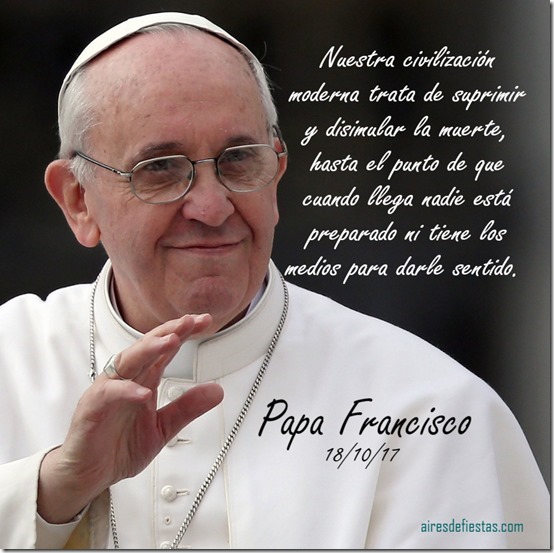 Nuestra civilización
moderna trata de suprimir
y disimular la muerte,
hasta el punto de que
cuando llega nadie está
preparado ni tiene los
medios para darle sentido.
Papa Francisco
18/10/17
airesdefiestas.com